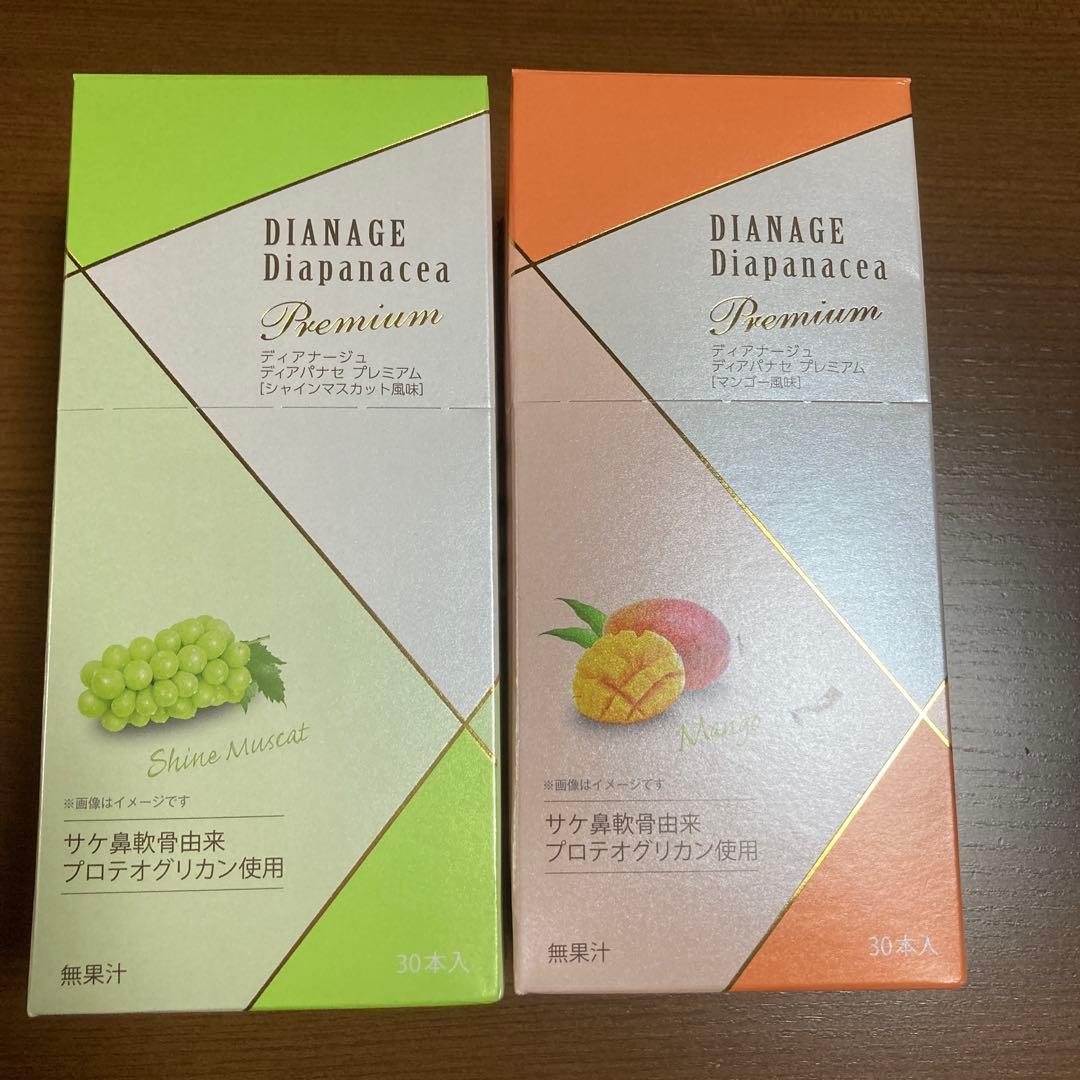 DIANAGE
Diapanacea
Premium
ディアナージュ
ディアパナセ プレミアム
[シャインマスカット風味]
Shine Muscat
※画像はイメージです
サケ鼻軟骨由来
プロテオグリカン使用
無果汁
30本入
DIANAGE
Diapanacea
Premium
ディアナージュ
ディアパナセ プレミアム
[マンゴー風味]
Mango
※画像はイメージです
サケ鼻軟骨由来
プロテオグリカン使用
無果汁
30本入